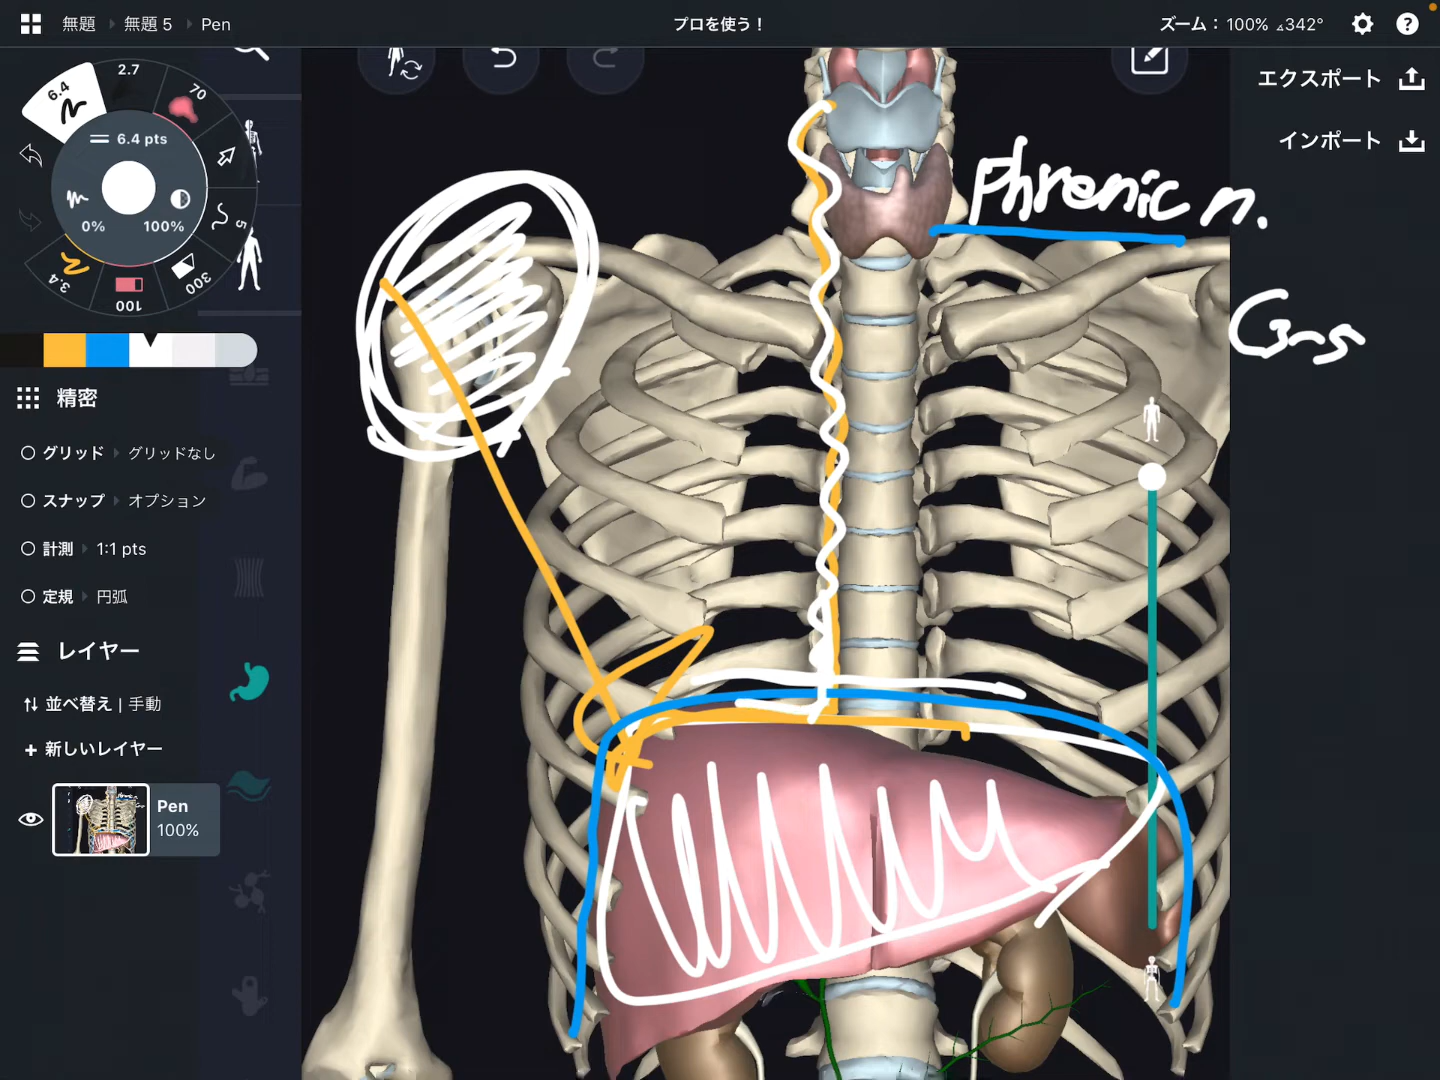 無題 無題 5 Pen
プロを使う！
ズーム： 100% ∠342°
エクスポート
インポート
2.7
6.4
70
6.4 pts
0% 100%
5
3.4
100
300
精密
グリッド グリッドなし
スナップ オプション
計測 1:1 pts
定規 円弧
レイヤー
並べ替え | 手動
+ 新しいレイヤー
Pen
100%
Phrenic n.